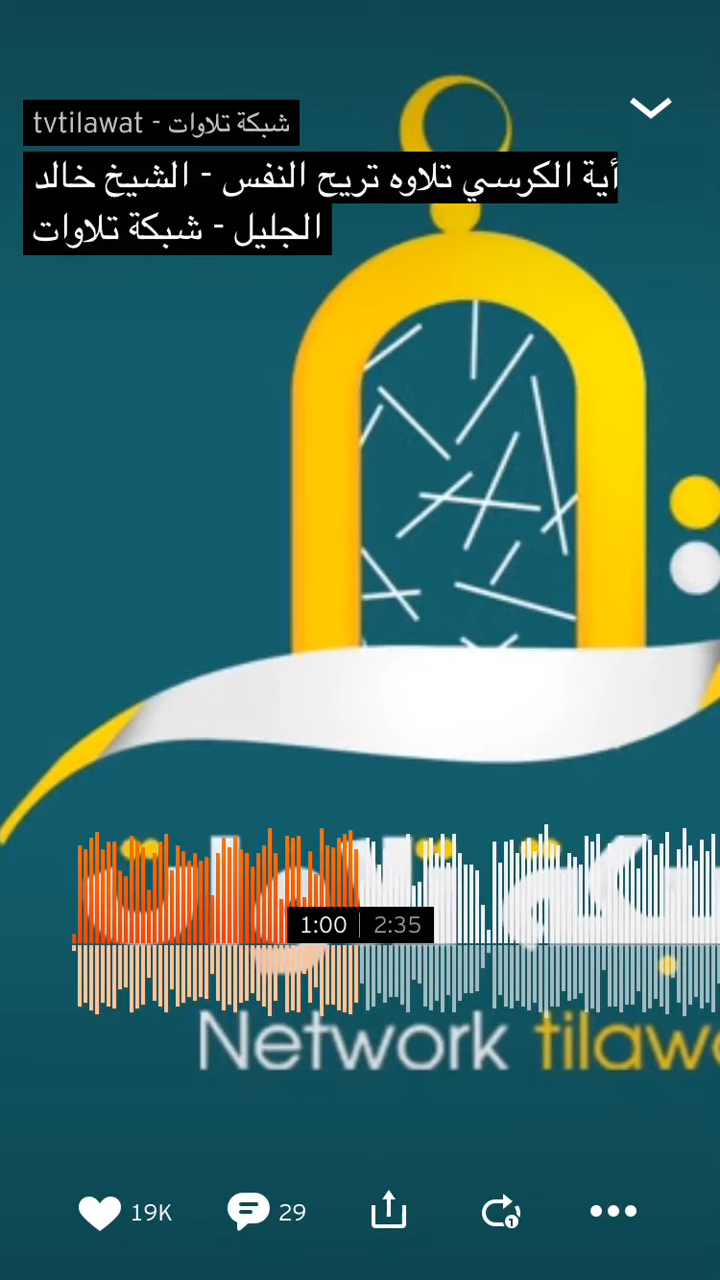 شبكة تلاوات - tvtilawat
أية الكرسي تلاوه تريح النفس - الشيخ خالد
الجليل - شبكة تلاوات
1:00 2:35
Network
19K 29 1